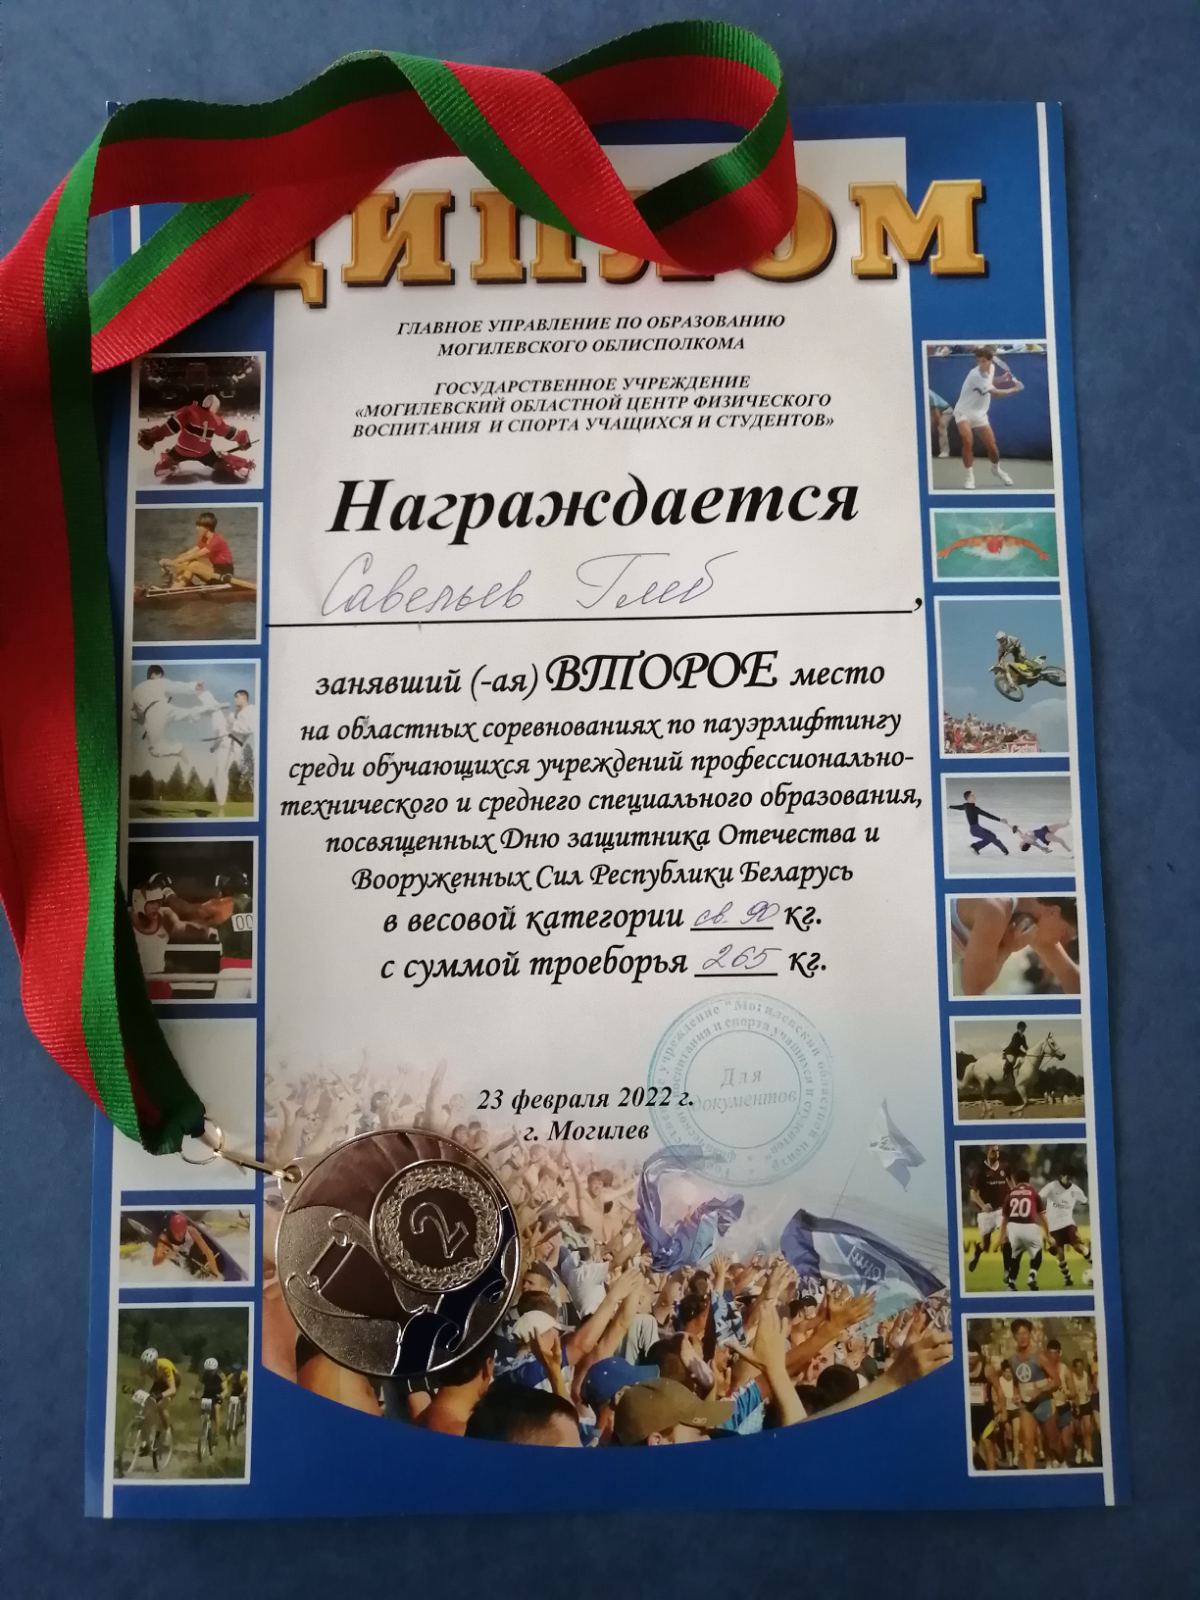 ДИПЛОМ
ГЛАВНОЕ УПРАВЛЕНИЕ ПО ОБРАЗОВАНИЮ
МОГИЛЕВСКОГО ОБЛИСПОЛКОМА
ГОСУДАРСТВЕННОЕ УЧРЕЖДЕНИЕ
«МОГИЛЕВСКИЙ ОБЛАСТНОЙ ЦЕНТР ФИЗИЧЕСКОГО
ВОСПИТАНИЯ И СПОРТА УЧАЩИХСЯ И СТУДЕНТОВ»
Награждается
Савельев Глеб,
занявший (-ая) ВТОРОЕ место
на областных соревнованиях по пауэрлифтингу
среди обучающихся учреждений профессионально-
технического и среднего специального образования,
посвященных Дню защитника Отечества и
Вооруженных Сил Республики Беларусь
в весовой категории св. 90 кг.
с суммой троеборья 265 кг.
23 февраля 2022 г.
г. Могилев
Для
документов
2
20